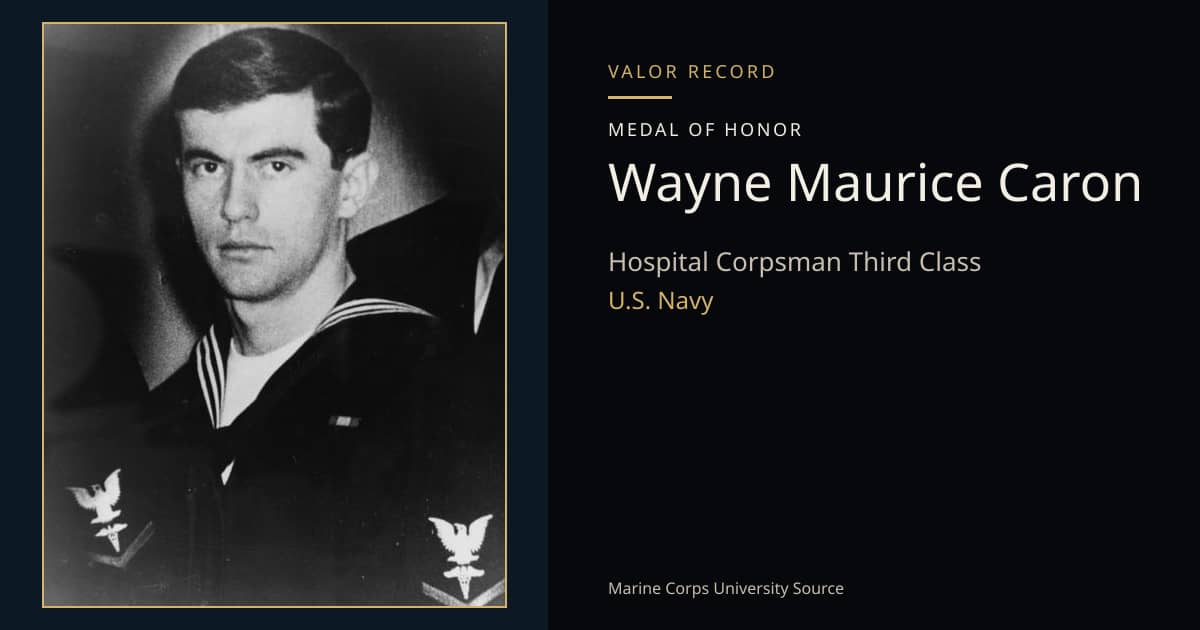 VALOR RECORD
MEDAL OF HONOR
Wayne Maurice Caron
Hospital Corpsman Third Class
U.S. Navy
Marine Corps University Source